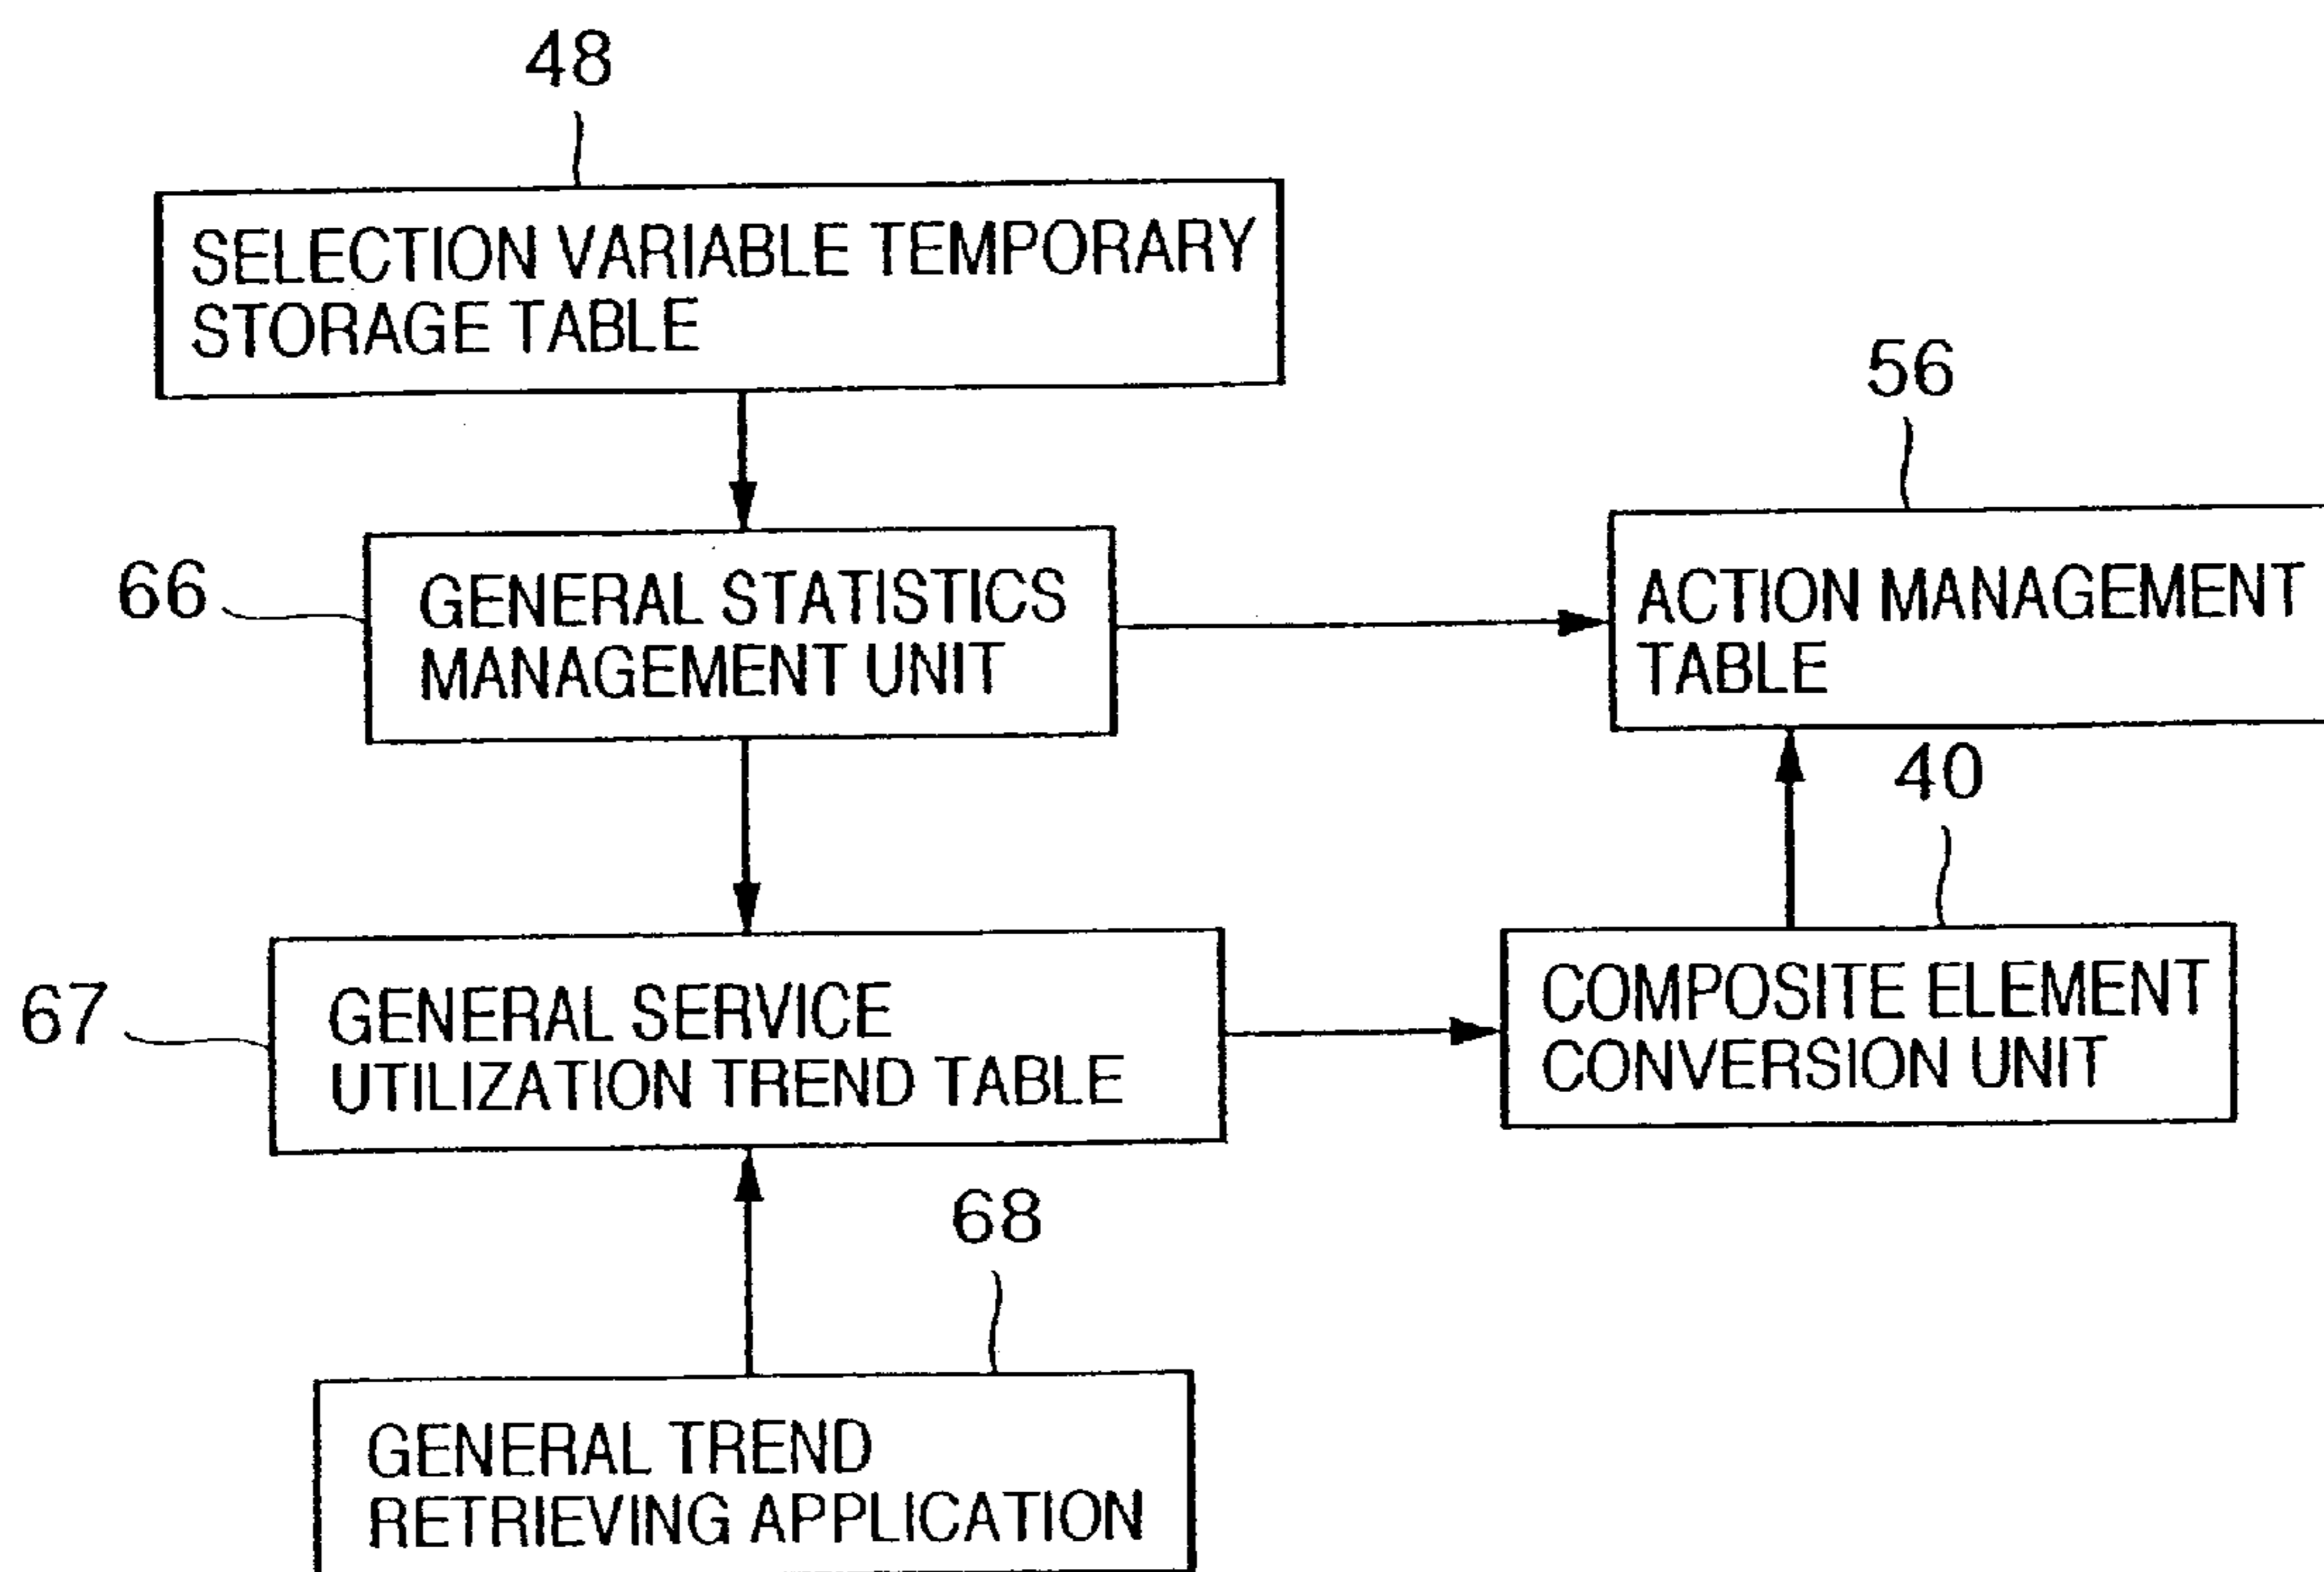 48
SELECTION VARIABLE TEMPORARY
STORAGE TABLE
56
66
GENERAL STATISTICS
MANAGEMENT UNIT
ACTION MANAGEMENT
TABLE
40
67
GENERAL SERVICE
UTILIZATION TREND TABLE
COMPOSITE ELEMENT
CONVERSION UNIT
68
GENERAL TREND
RETRIEVING APPLICATION